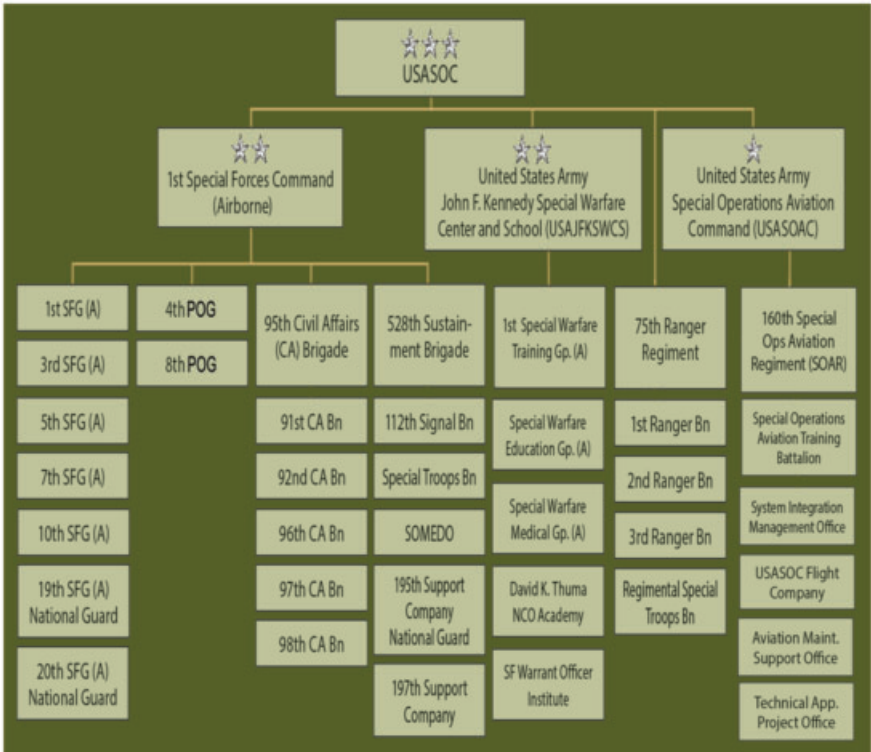 USASOC
1st Special Forces Command
(Airborne)
United States Army
John F. Kennedy Special Warfare
Center and School (USAJFKSWCS)
United States Army
Special Operations Aviation
Command (USASOAC)
1st SFG (A)
3rd SFG (A)
5th SFG (A)
7th SFG (A)
10th SFG (A)
19th SFG (A)
National Guard
20th SFG (A)
National Guard
4th POG
8th POG
95th Civil Affairs
(CA) Brigade
91st CA Bn
92nd CA Bn
96th CA Bn
97th CA Bn
98th CA Bn
528th Sustain-
ment Brigade
112th Signal Bn
Special Troops Bn
SOMEDO
195th Support
Company
National Guard
197th Support
Company
1st Special Warfare
Training Gp. (A)
Special Warfare
Education Gp. (A)
Special Warfare
Medical Gp. (A)
David K. Thuma
NCO Academy
SF Warrant Officer
Institute
75th Ranger
Regiment
1st Ranger Bn
2nd Ranger Bn
3rd Ranger Bn
Regimental Special
Troops Bn
160th Special
Ops Aviation
Regiment (SOAR)
Special Operations
Aviation Training
Battalion
System Integration
Management Office
USASOC Flight
Company
Aviation Maint.
Support Office
Technical App.
Project Office